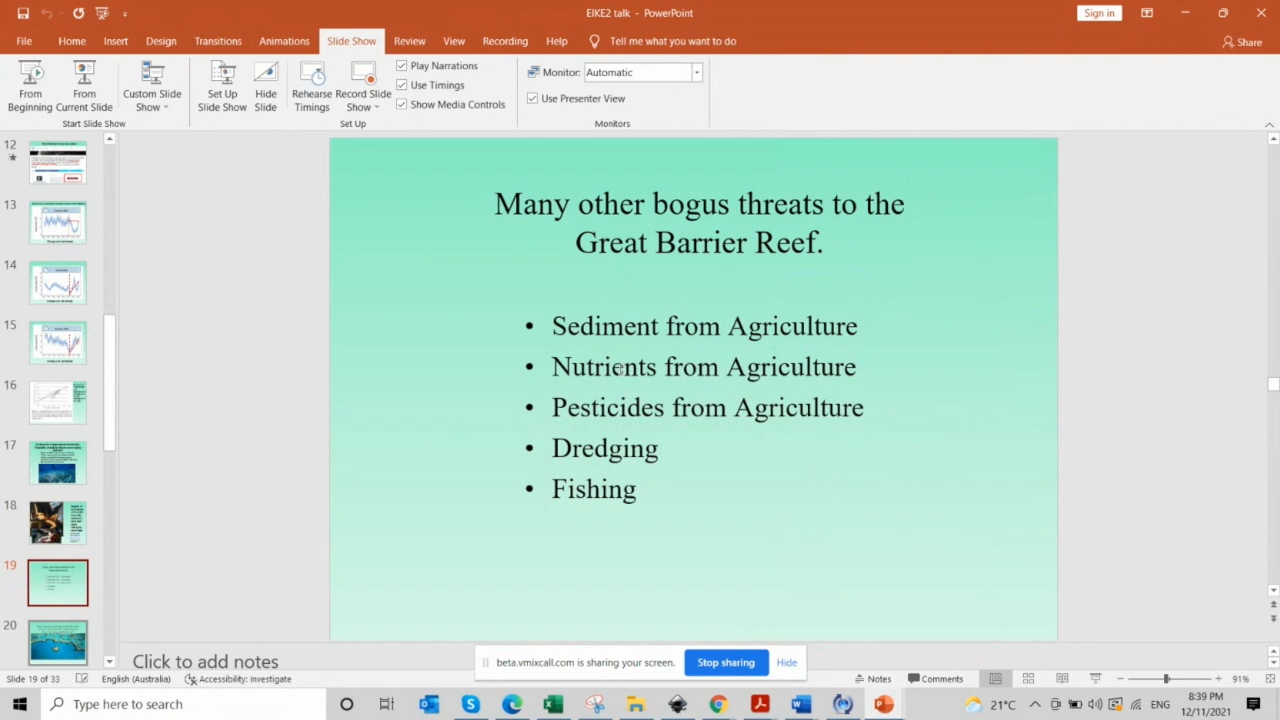 EIKE2 talk - PowerPoint
Sign in
File Home Insert Design Transitions Animations Slide Show Review View Recording Help Tell me what you want to do
Share
From Beginning
From Current Slide
Custom Slide Show
Set Up Slide Show
Hide Slide
Rehearse Timings
Record Slide Show
Play Narrations
Use Timings
Show Media Controls
Monitor: Automatic
Use Presenter View
Start Slide Show
Set Up
Monitors
12
13
14
15
16
17
18
19
20
Many other bogus threats to the
Great Barrier Reef.
• Sediment from Agriculture
• Nutrients from Agriculture
• Pesticides from Agriculture
• Dredging
• Fishing
Click to add notes
beta.vmixcall.com is sharing your screen. Stop sharing Hide
Slide 19 of 33 English (Australia) Accessibility: Investigate Notes Comments 91%
Type here to search
21°C ENG 8:39 PM
12/11/2021